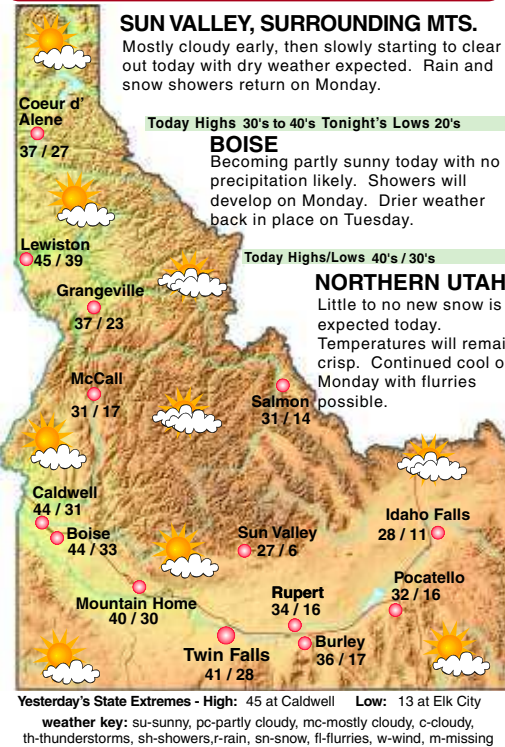 SUN VALLEY, SURROUNDING MTS.
Mostly cloudy early, then slowly starting to clear
out today with dry weather expected. Rain and
snow showers return on Monday.
Today Highs 30's to 40's Tonight's Lows 20's
BOISE
Becoming partly sunny today with no
precipitation likely. Showers will
develop on Monday. Drier weather
back in place on Tuesday.
Today Highs/Lows 40's / 30's
NORTHERN UTAH
Little to no new snow is
expected today.
Temperatures will remai
crisp. Continued cool o
Monday with flurries
possible.
Coeur d'
Alene
37 / 27
Lewiston
45 / 39
Grangeville
37 / 23
McCall
31 / 17
Salmon
31 / 14
Caldwell
44 / 31
Boise
44 / 33
Sun Valley
27 / 6
Idaho Falls
28 / 11
Pocatello
32 / 16
Mountain Home
40 / 30
Rupert
34 / 16
Burley
36 / 17
Twin Falls
41 / 28
Yesterday's State Extremes - High: 45 at Caldwell Low: 13 at Elk City
weather key: su-sunny, pc-partly cloudy, mc-mostly cloudy, c-cloudy,
th-thunderstorms, sh-showers,r-rain, sn-snow, fl-flurries, w-wind, m-missing